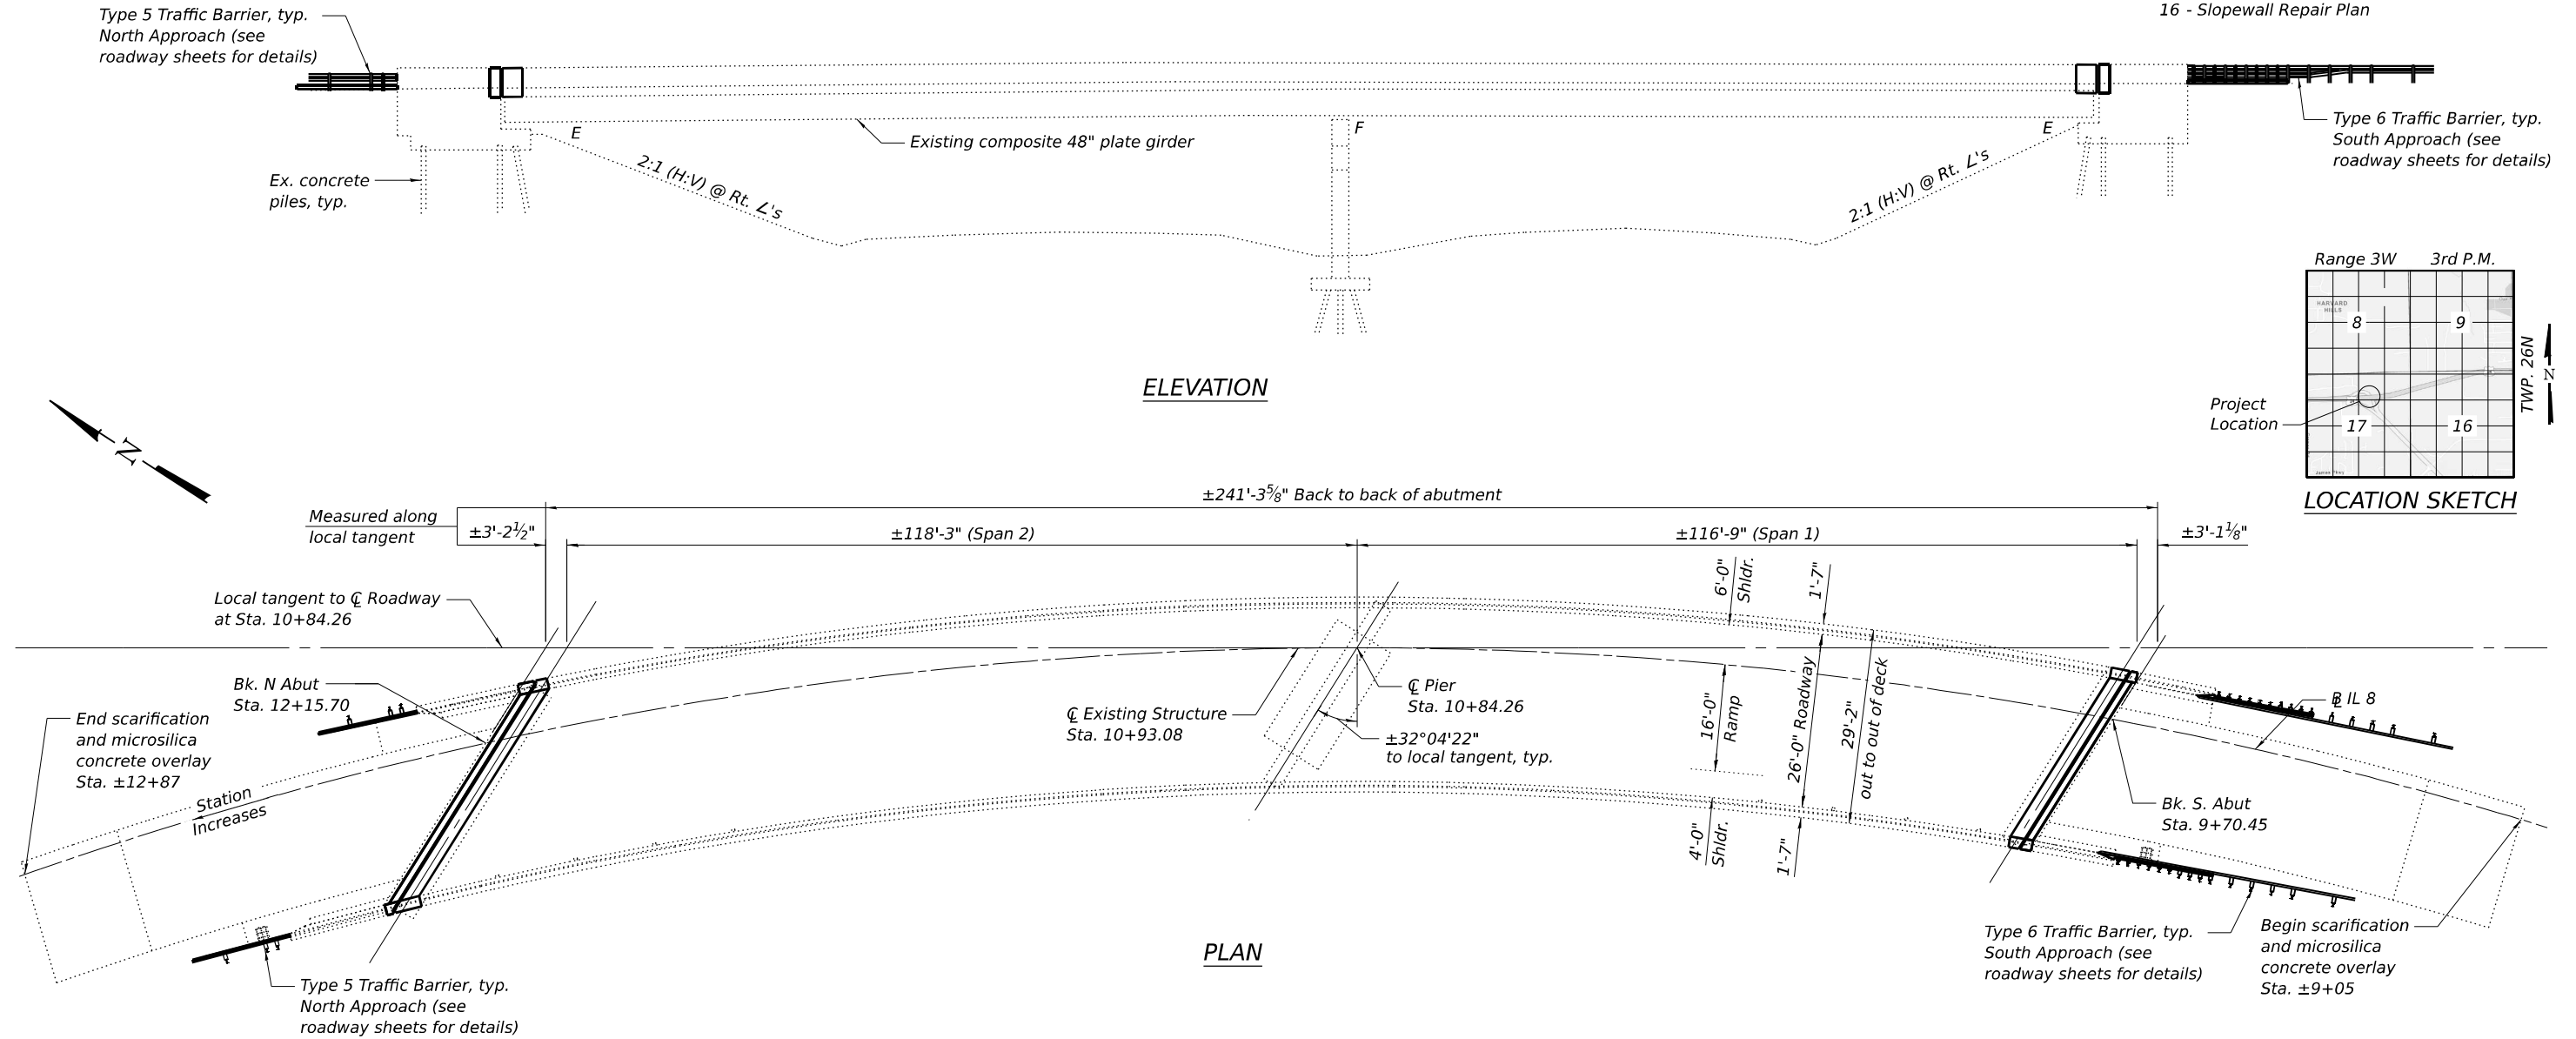 16 - Slopewall Repair Plan
Type 5 Traffic Barrier, typ.
North Approach (see
roadway sheets for details)
E
2:1 (H:V) @ Rt. ∠'s
Existing composite 48" plate girder
F
E
2:1 (H:V) @ Rt. ∠'s
Type 6 Traffic Barrier, typ.
South Approach (see
roadway sheets for details)
Ex. concrete
piles, typ.
ELEVATION
Range 3W 3rd P.M.
HARVARD
HILLS
8 9
17 16
TWP. 26N
N
Project
Location
LOCATION SKETCH
N
±241'-3⅝" Back to back of abutment
Measured along
local tangent
±3'-2½"
±118'-3" (Span 2)
±116'-9" (Span 1)
±3'-1⅛"
Local tangent to ℄ Roadway
at Sta. 10+84.26
6'-0"
Shldr.
1'-7"
Bk. N Abut
Sta. 12+15.70
End scarification
and microsilica
concrete overlay
Sta. ±12+87
Station
Increases
℄ Existing Structure
Sta. 10+93.08
℄ Pier
Sta. 10+84.26
±32°04'22"
to local tangent, typ.
16'-0"
Ramp
26'-0" Roadway
29'-2"
out to out of deck
4'-0"
Shldr.
1'-7"
BL IL 8
Bk. S. Abut
Sta. 9+70.45
Type 6 Traffic Barrier, typ.
South Approach (see
roadway sheets for details)
Begin scarification
and microsilica
concrete overlay
Sta. ±9+05
PLAN
Type 5 Traffic Barrier, typ.
North Approach (see
roadway sheets for details)